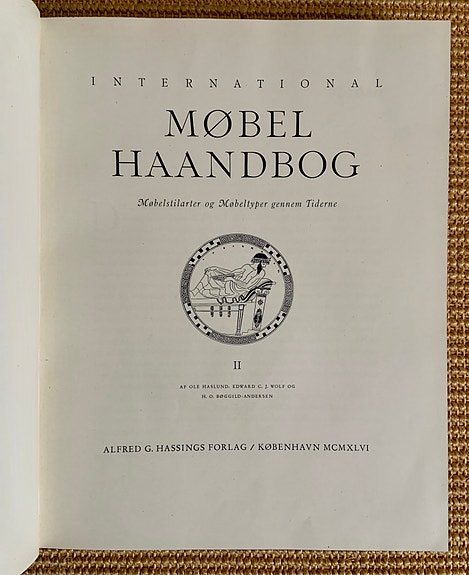 INTERNATIONAL
MØBEL
HAANDBOG
Møbelstilarter og Møbeltyper gennem Tiderne
II
AF OLE HASLUND, EDWARD C. J. WOLF OG
H. O. BØGGILD-ANDERSEN
ALFRED G. HASSINGS FORLAG / KØBENHAVN MCMXLVI